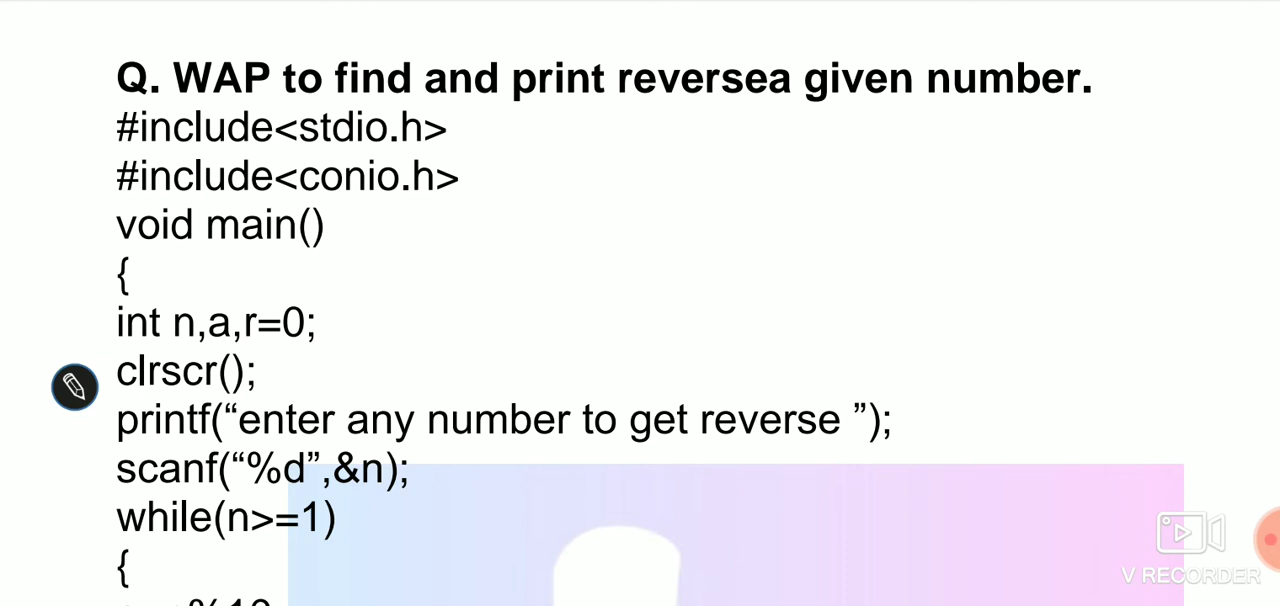 Q. WAP to find and print reversea given number.
#include<stdio.h>
#include<conio.h>
void main()
{
int n,a,r=0;
clrscr();
printf(“enter any number to get reverse ”);
scanf(“%d”,&n);
while(n>=1)
{
V RECORDER